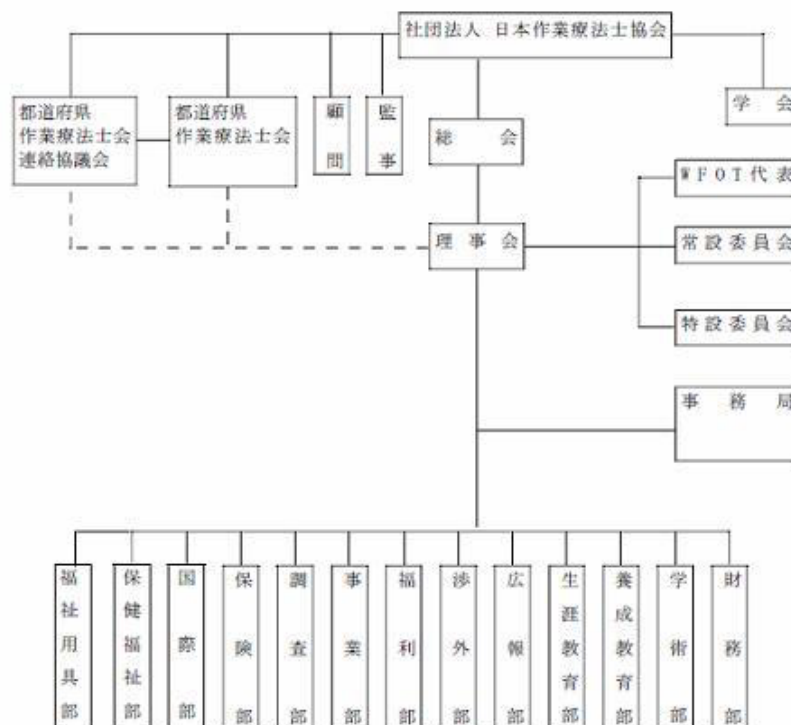 社団法人 日本作業療法士協会
都道府県
作業療法士会
連絡協議会
都道府県
作業療法士会
顧問
監事
総会
学会
理事会
WFOT代表
常設委員会
特設委員会
事務局
福祉用具部
保健福祉部
国際部
保険部
調査部
事業部
福利部
渉外部
広報部
生涯教育部
養成教育部
学術部
財務部